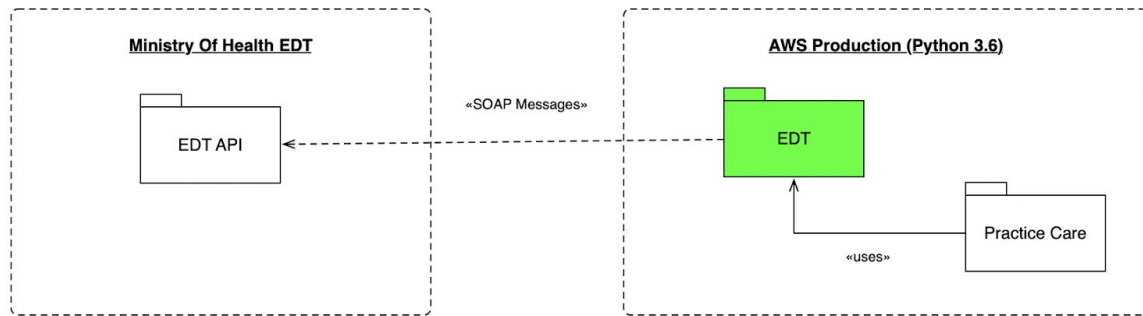 Ministry Of Health EDT
AWS Production (Python 3.6)
«SOAP Messages»
EDT API
EDT
Practice Care
«uses»